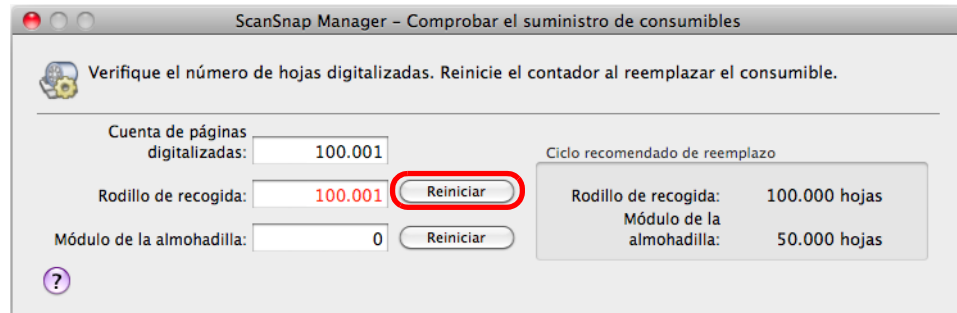 ScanSnap Manager – Comprobar el suministro de consumibles
Verifique el número de hojas digitalizadas. Reinicie el contador al reemplazar el consumible.
Cuenta de páginas
digitalizadas: 100.001
Ciclo recomendado de reemplazo
Rodillo de recogida: 100.001 Reiniciar
Rodillo de recogida: 100.000 hojas
Módulo de la almohadilla: 0 Reiniciar
Módulo de la
almohadilla: 50.000 hojas
?